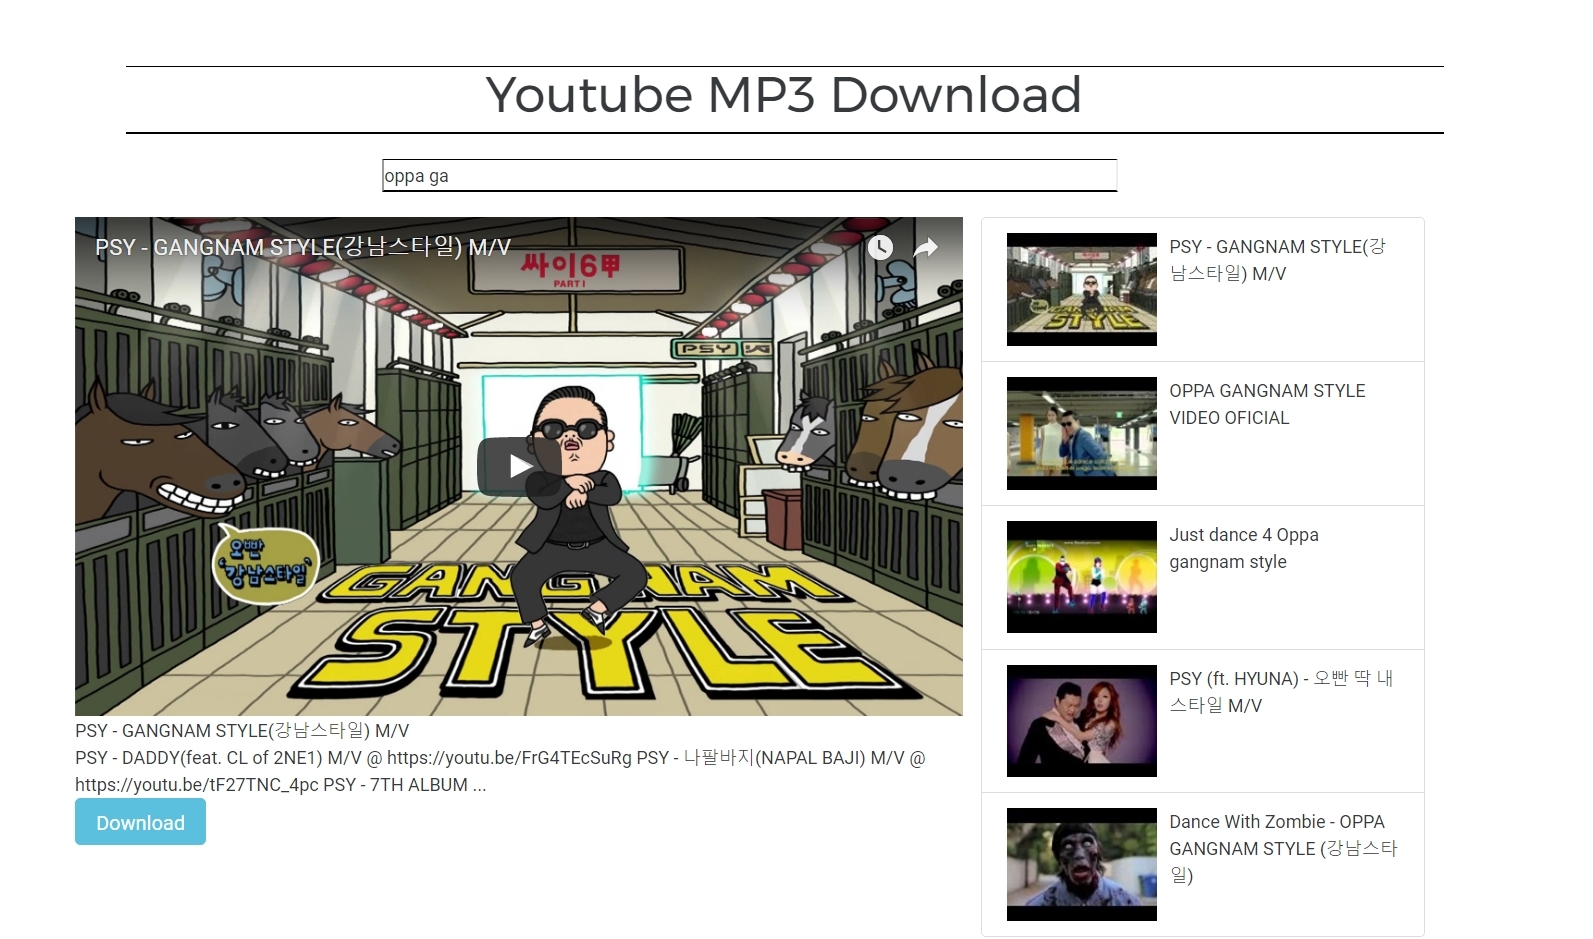 Youtube MP3 Download
oppa ga
PSY - GANGNAM STYLE(강남스타일) M/V
싸이6甲
PART I
PSY
오빤
'강남스타일'
GANGNAM
STYLE
PSY - GANGNAM STYLE(강남스타일) M/V
PSY - DADDY(feat. CL of 2NE1) M/V @ https://youtu.be/FrG4TEcSuRg PSY - 나팔바지(NAPAL BAJI) M/V @
https://youtu.be/tF27TNC_4pc PSY - 7TH ALBUM ...
Download
PSY - GANGNAM STYLE(강
남스타일) M/V
STYLE
OPPA GANGNAM STYLE
VIDEO OFICIAL
Just dance 4 Oppa
gangnam style
PSY (ft. HYUNA) - 오빤 딱 내
스타일 M/V
Dance With Zombie - OPPA
GANGNAM STYLE (강남스타
일)